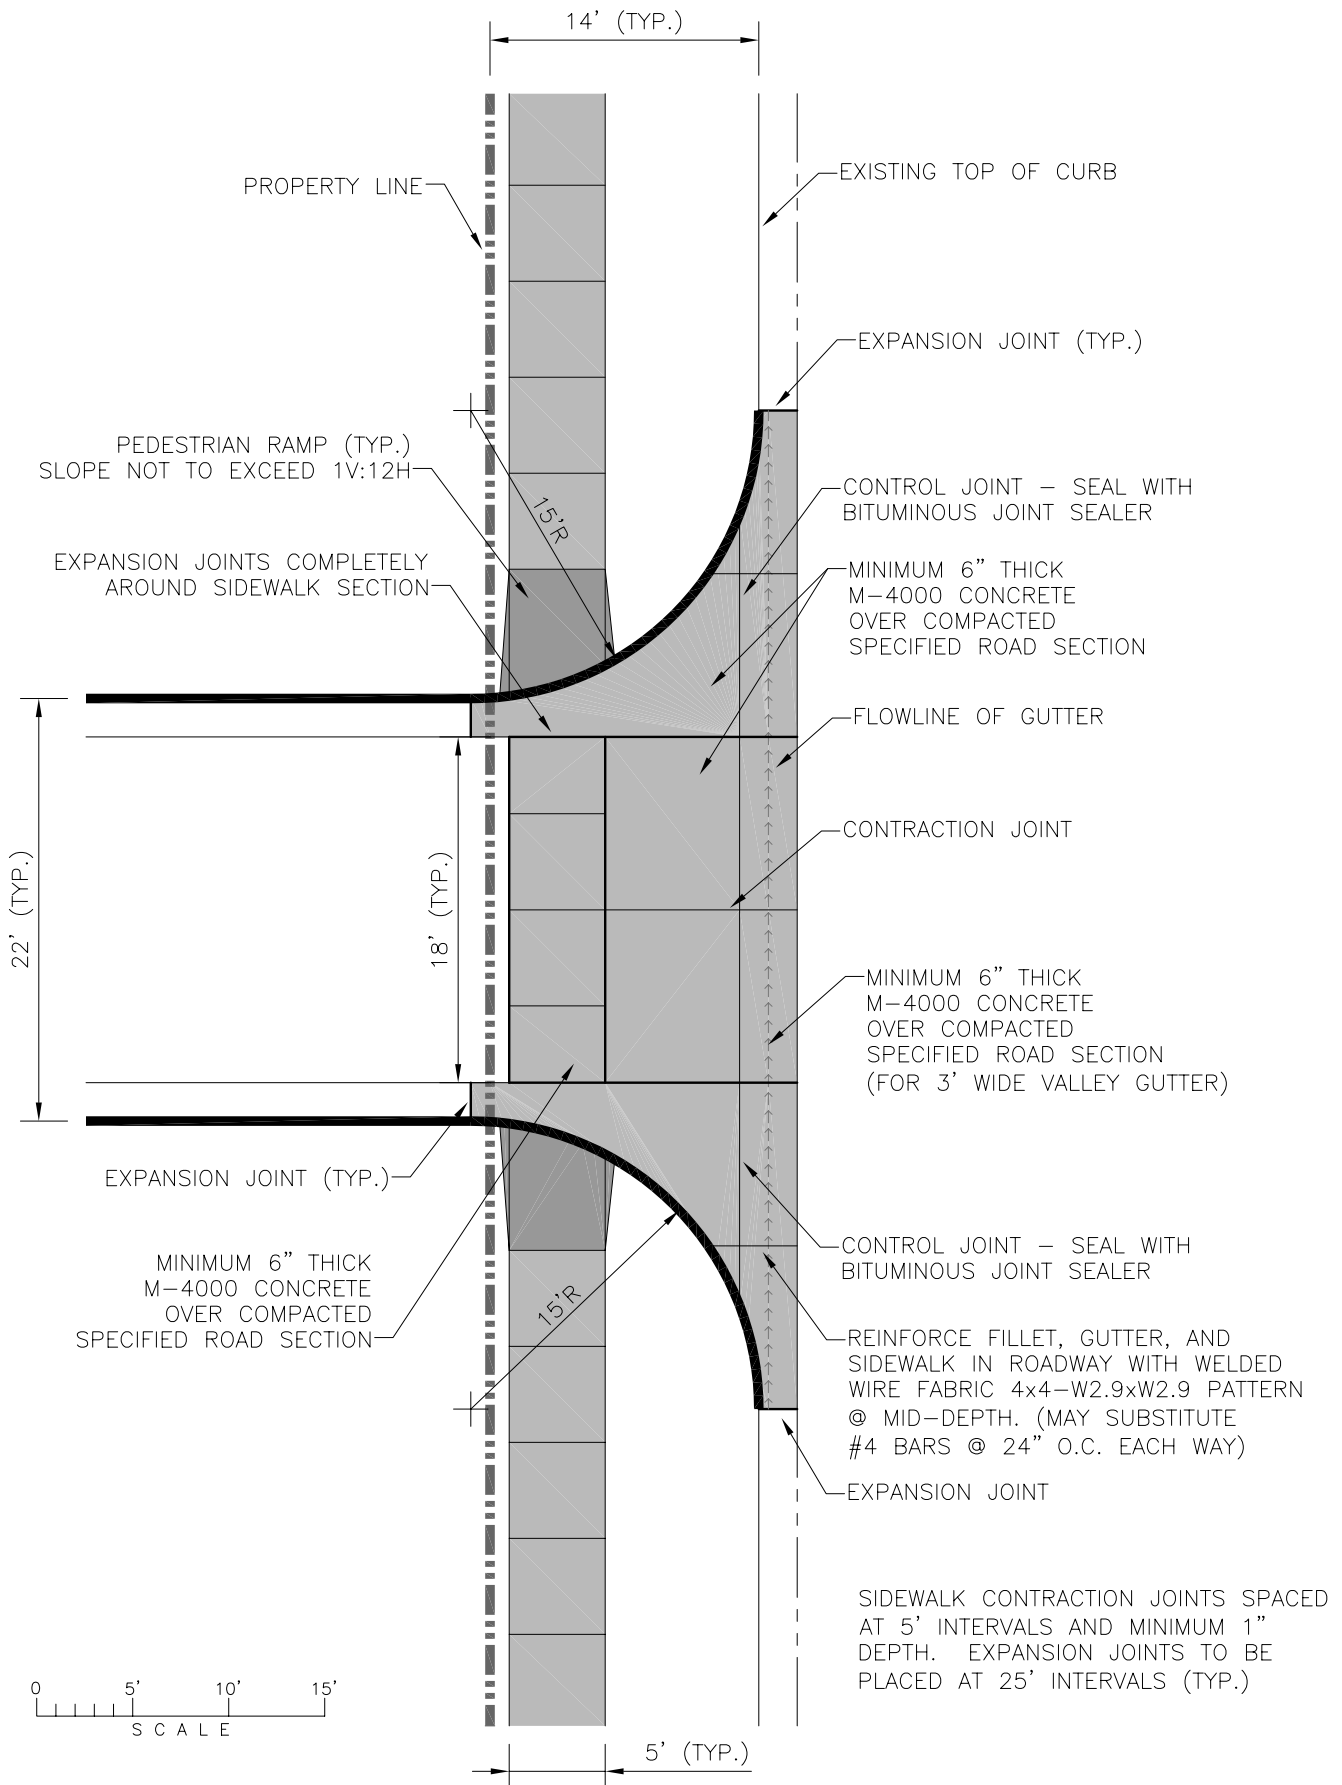 14' (TYP.)
PROPERTY LINE
EXISTING TOP OF CURB
EXPANSION JOINT (TYP.)
PEDESTRIAN RAMP (TYP.)
SLOPE NOT TO EXCEED 1V:12H
15'R
CONTROL JOINT – SEAL WITH
BITUMINOUS JOINT SEALER
EXPANSION JOINTS COMPLETELY
AROUND SIDEWALK SECTION
MINIMUM 6" THICK
M–4000 CONCRETE
OVER COMPACTED
SPECIFIED ROAD SECTION
FLOWLINE OF GUTTER
CONTRACTION JOINT
22' (TYP.)
18' (TYP.)
MINIMUM 6" THICK
M–4000 CONCRETE
OVER COMPACTED
SPECIFIED ROAD SECTION
(FOR 3' WIDE VALLEY GUTTER)
EXPANSION JOINT (TYP.)
MINIMUM 6" THICK
M–4000 CONCRETE
OVER COMPACTED
SPECIFIED ROAD SECTION
15'R
CONTROL JOINT – SEAL WITH
BITUMINOUS JOINT SEALER
REINFORCE FILLET, GUTTER, AND
SIDEWALK IN ROADWAY WITH WELDED
WIRE FABRIC 4x4–W2.9xW2.9 PATTERN
@ MID–DEPTH. (MAY SUBSTITUTE
#4 BARS @ 24" O.C. EACH WAY)
EXPANSION JOINT
SIDEWALK CONTRACTION JOINTS SPACED
AT 5' INTERVALS AND MINIMUM 1"
DEPTH. EXPANSION JOINTS TO BE
PLACED AT 25' INTERVALS (TYP.)
0 5' 10' 15'
SCALE
5' (TYP.)